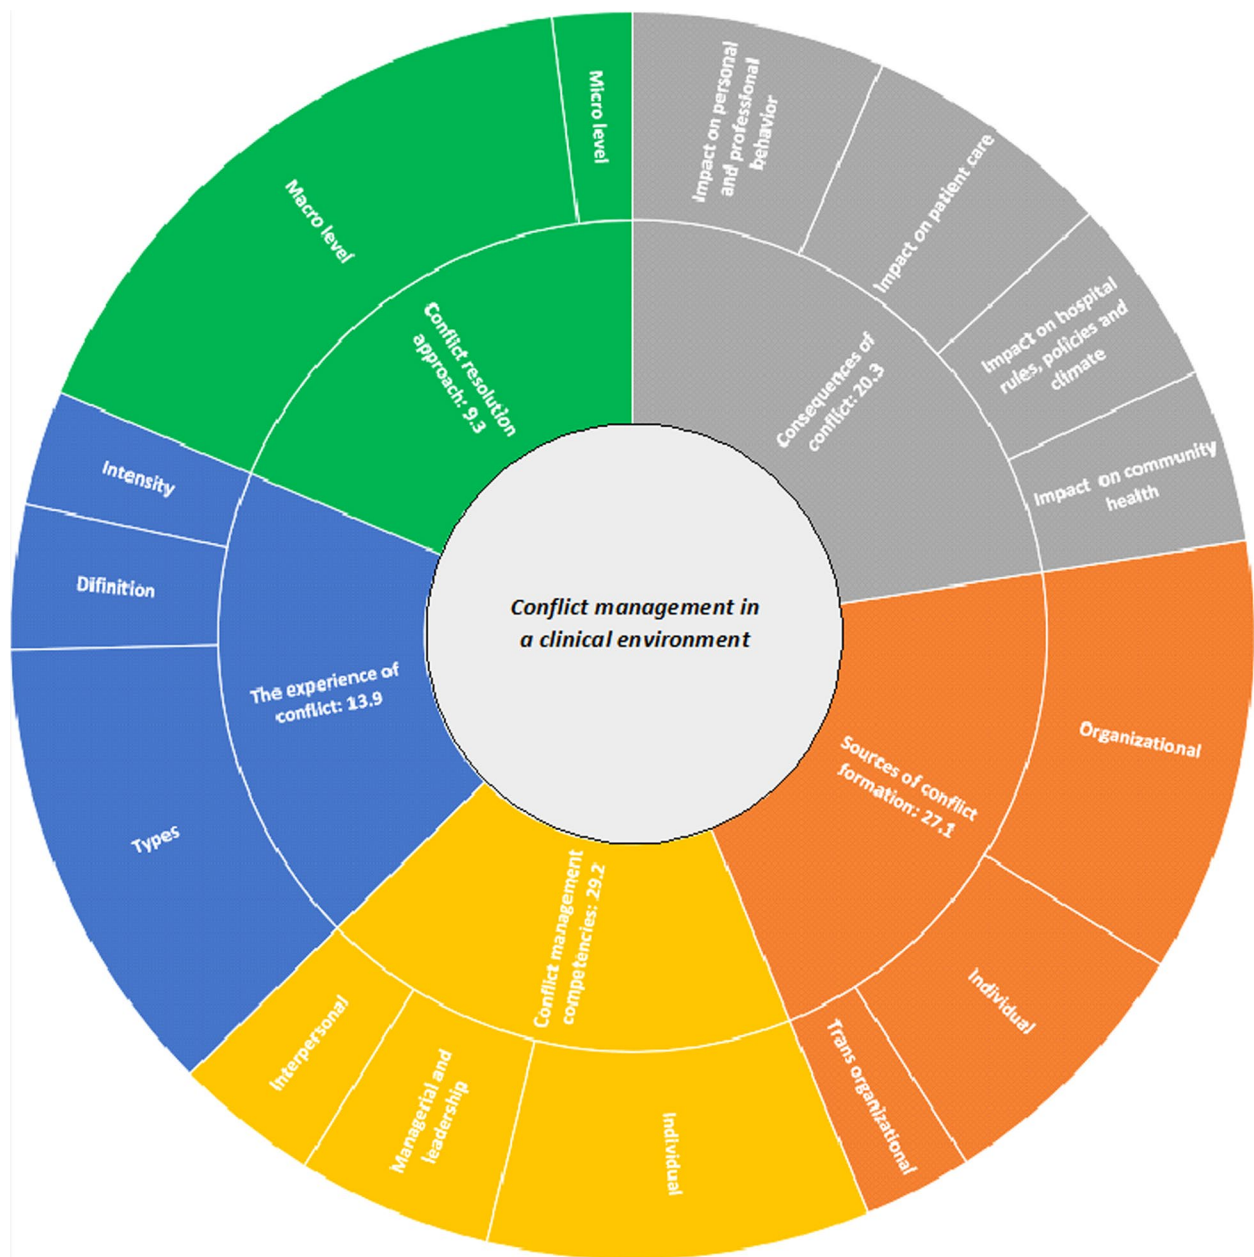 Conflict management in
a clinical environment
Consequences of
conflict: 20.3
Impact on personal
and professional
behavior
Impact on patient care
Impact on hospital
rules, policies and
climate
Impact on community
health
Sources of conflict
formation: 27.1
Organizational
Individual
Trans organizational
Conflict management
competencies: 29.2
Individual
Managerial and
leadership
Interpersonal
The experience of
conflict: 13.9
Types
Difinition
Intensity
Conflict resolution
approach: 9.3
Macro level
Micro level